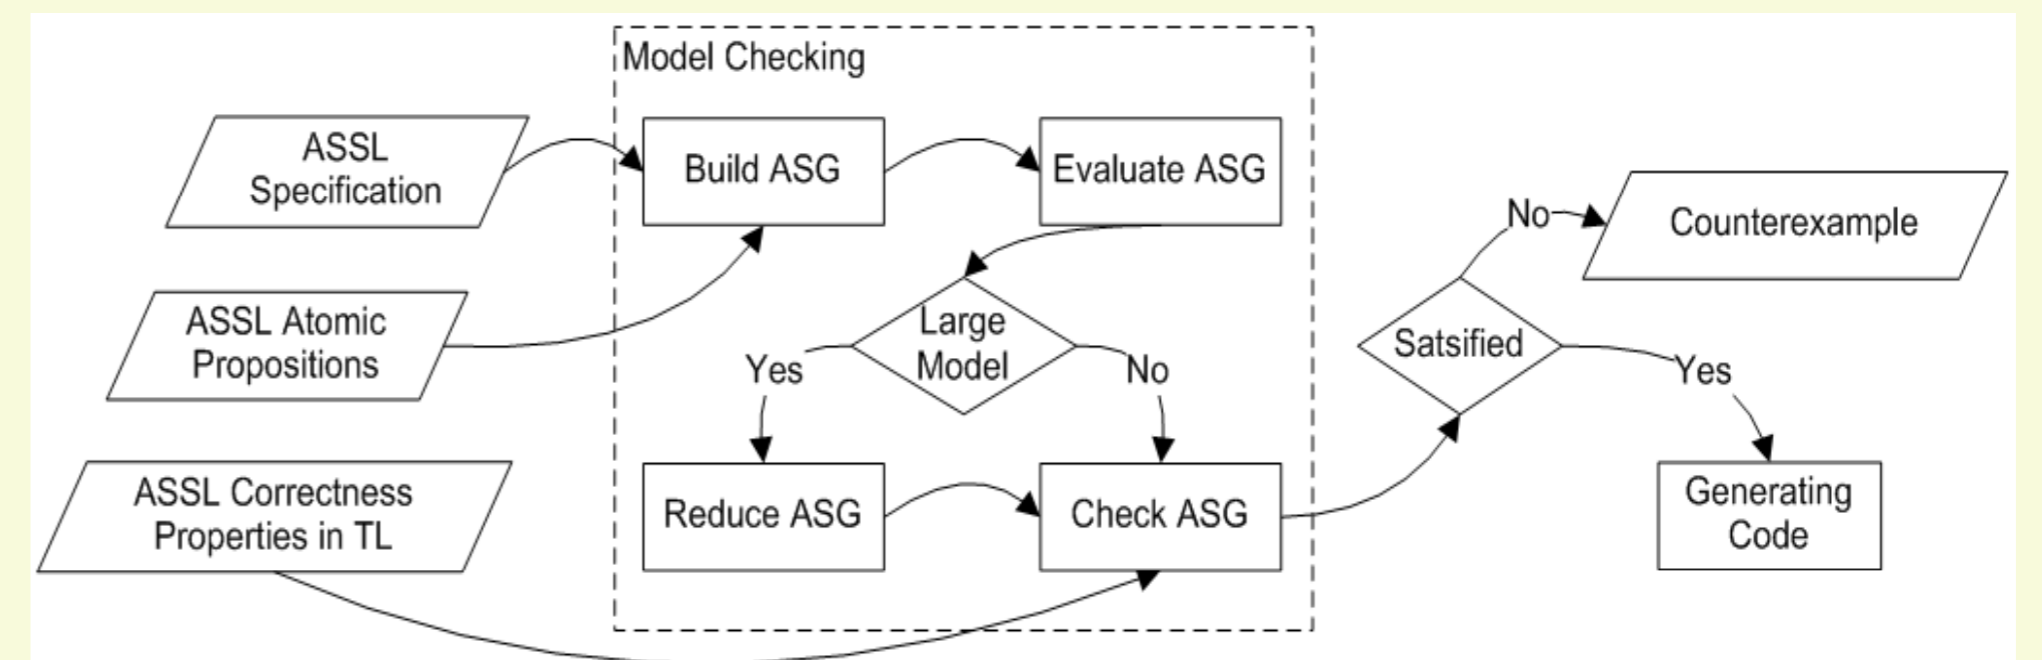 Model Checking
ASSL
Specification
Build ASG
Evaluate ASG
No
Counterexample
ASSL Atomic
Propositions
Large
Model
Yes
No
Satsified
Yes
ASSL Correctness
Properties in TL
Reduce ASG
Check ASG
Generating
Code